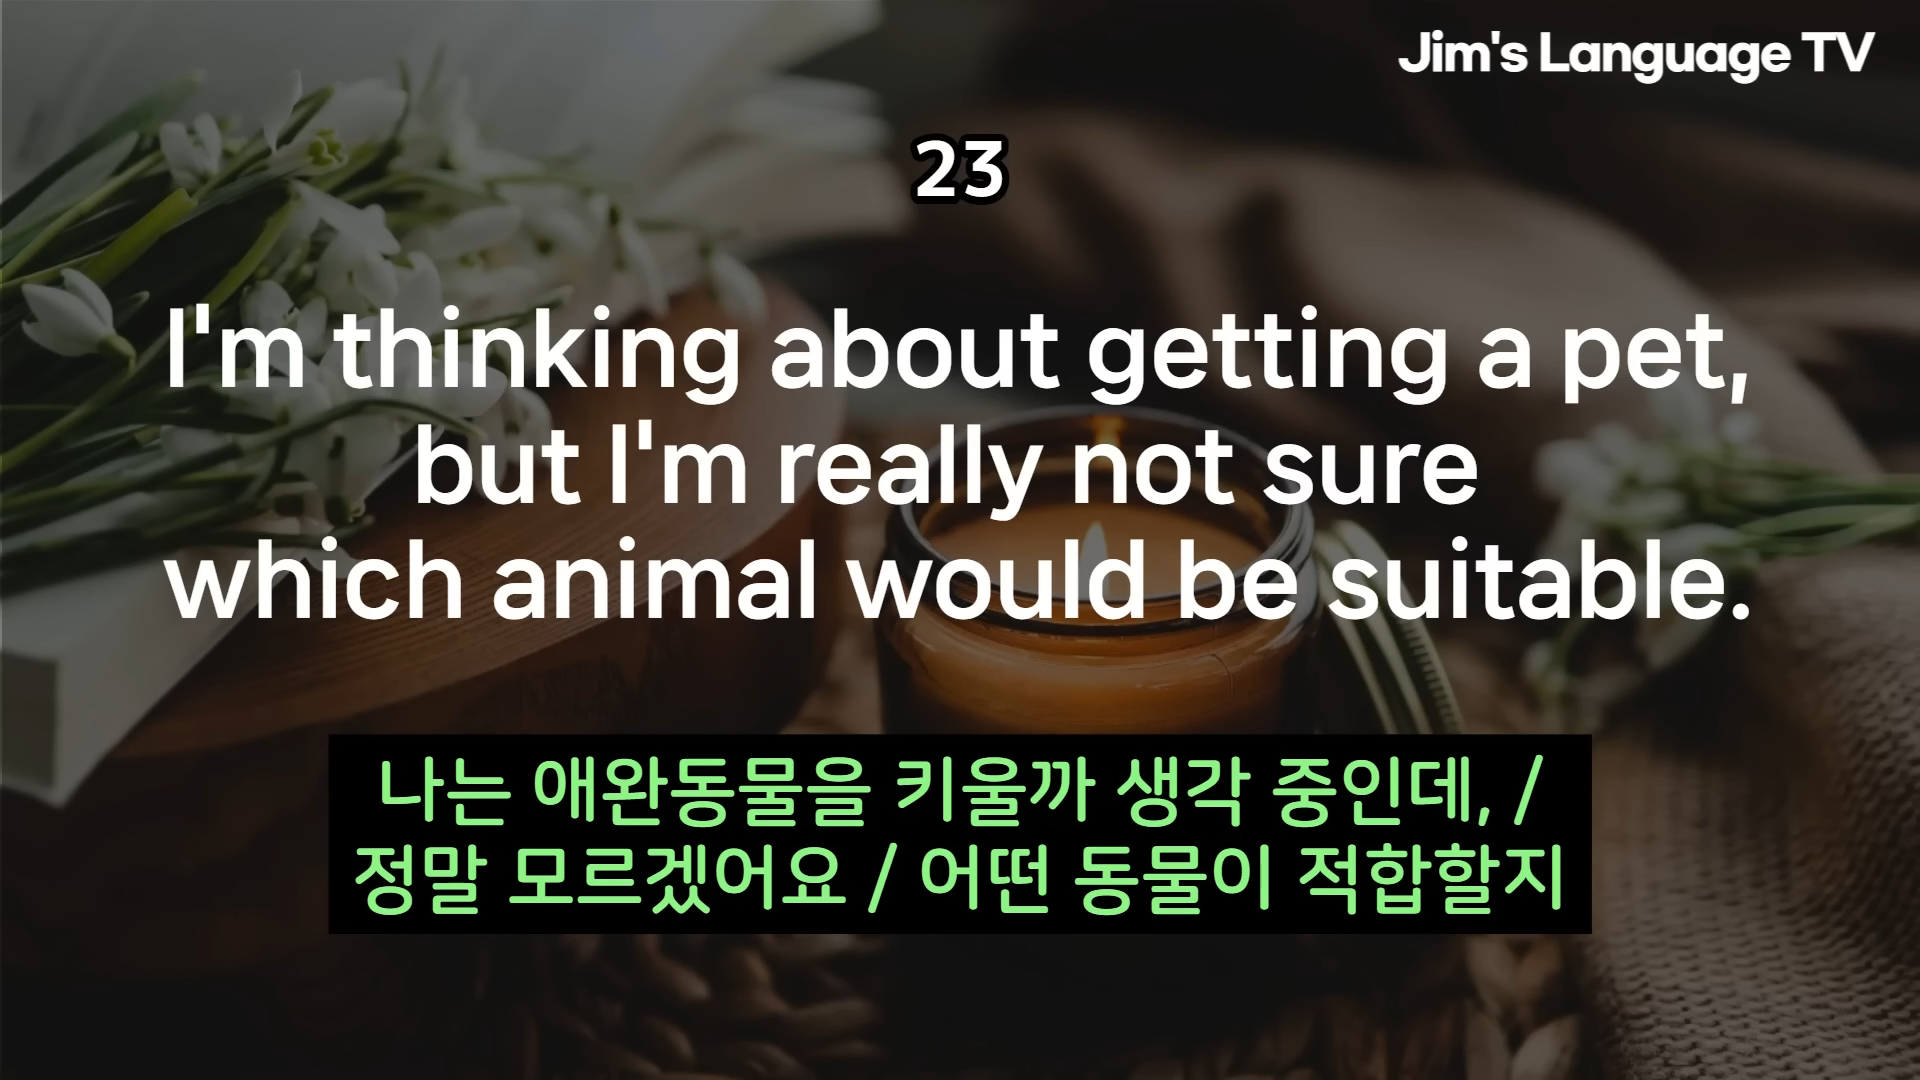 Jim's Language TV
23
I'm thinking about getting a pet,
but I'm really not sure
which animal would be suitable.
나는 애완동물을 키울까 생각 중인데, /
정말 모르겠어요 / 어떤 동물이 적합할지